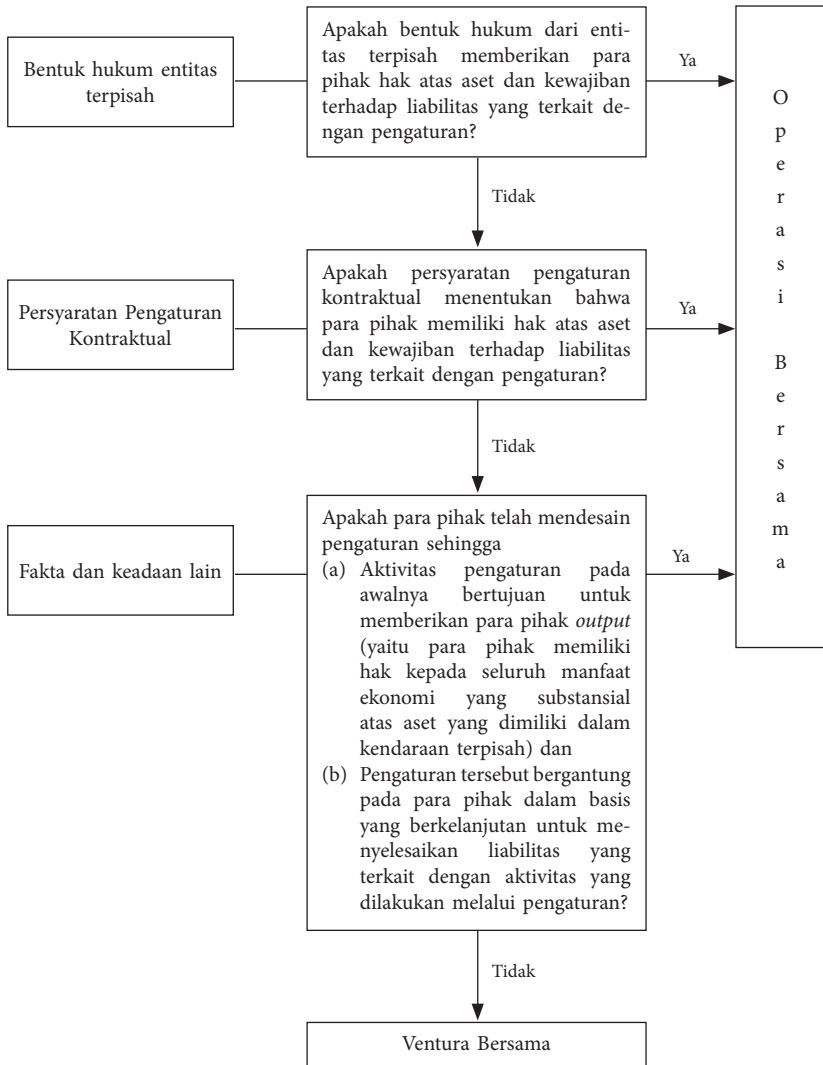 Bentuk hukum entitas
terpisah
Apakah bentuk hukum dari enti-
tas terpisah memberikan para
pihak hak atas aset dan kewajiban
terhadap liabilitas yang terkait de-
ngan pengaturan?
Ya
Tidak
Persyaratan Pengaturan
Kontraktual
Apakah persyaratan pengaturan
kontraktual menentukan bahwa
para pihak memiliki hak atas aset
dan kewajiban terhadap liabilitas
yang terkait dengan pengaturan?
Ya
Tidak
Fakta dan keadaan lain
Apakah para pihak telah mendesain
pengaturan sehingga
(a) Aktivitas pengaturan pada
awalnya bertujuan untuk
memberikan para pihak output
(yaitu para pihak memiliki
hak kepada seluruh manfaat
ekonomi yang substansial
atas aset yang dimiliki dalam
kendaraan terpisah) dan
(b) Pengaturan tersebut bergantung
pada para pihak dalam basis
yang berkelanjutan untuk me-
nyelesaikan liabilitas yang
terkait dengan aktivitas yang
dilakukan melalui pengaturan?
Ya
Tidak
Ventura Bersama
O
p
e
r
a
s
i
B
e
r
s
a
m
a